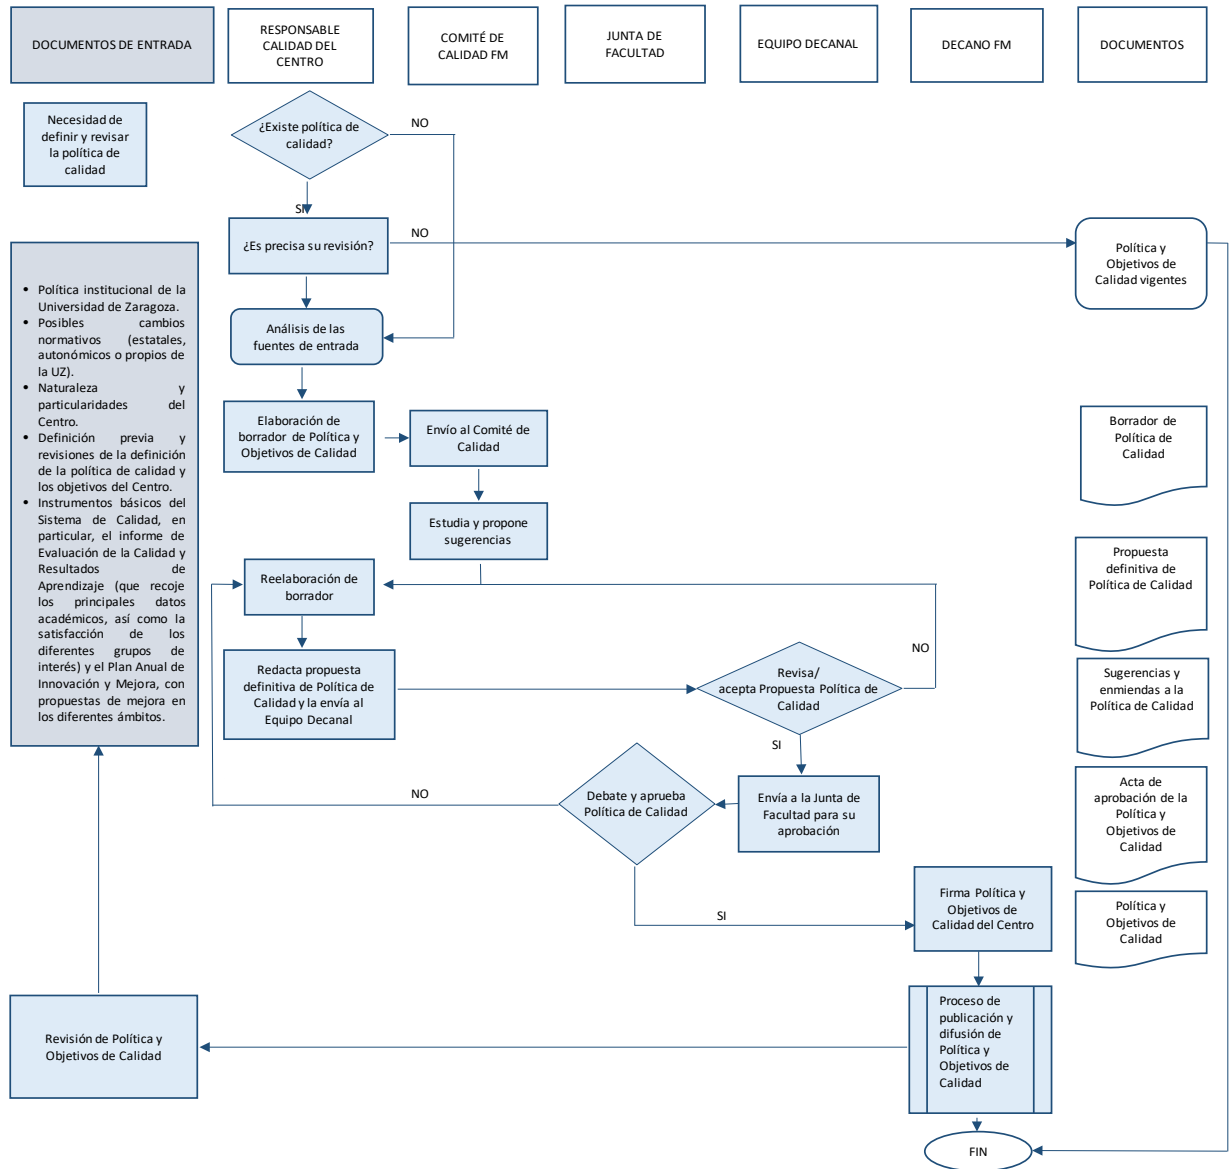 DOCUMENTOS DE ENTRADA
RESPONSABLE
CALIDAD DEL
CENTRO
COMITÉ DE
CALIDAD FM
JUNTA DE
FACULTAD
EQUIPO DECANAL
DECANO FM
DOCUMENTOS
Necesidad de
definir y revisar
la política de
calidad
¿Existe política de
calidad?
NO
SI
¿Es precisa su revisión?
NO
Política y
Objetivos de
Calidad vigentes
• Política institucional de la
Universidad de Zaragoza.
• Posibles cambios
normativos (estatales,
autonómicos o propios de
la UZ).
• Naturaleza y
particularidades del
Centro.
• Definición previa y
revisiones de la definición
de la política de calidad y
los objetivos del Centro.
• Instrumentos básicos del
Sistema de Calidad, en
particular, el informe de
Evaluación de la Calidad y
Resultados de
Aprendizaje (que recoje
los principales datos
académicos, así como la
satisfacción de los
diferentes grupos de
interés) y el Plan Anual de
Innovación y Mejora, con
propuestas de mejora en
los diferentes ámbitos.
Análisis de las
fuentes de entrada
Elaboración de
borrador de Política y
Objetivos de Calidad
Envío al Comité de
Calidad
Borrador de
Política de
Calidad
Estudia y propone
sugerencias
Propuesta
definitiva de
Política de Calidad
Reelaboración de
borrador
NO
Redacta propuesta
definitiva de Política de
Calidad y la envía al
Equipo Decanal
Revisa/
acepta Propuesta Política de
Calidad
Sugerencias y
enmiendas a la
Política de Calidad
SI
NO
Debate y aprueba
Política de Calidad
Envía a la Junta de
Facultad para su
aprobación
Acta de
aprobación de la
Política y
Objetivos de
Calidad
SI
Firma Política y
Objetivos de
Calidad del Centro
Política y
Objetivos de
Calidad
Revisión de Política y
Objetivos de Calidad
Proceso de
publicación y
difusión de
Política y
Objetivos de
Calidad
FIN